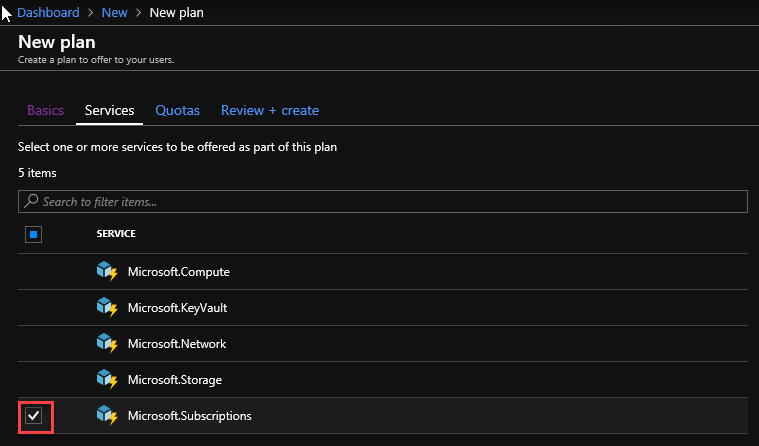 Dashboard > New > New plan
New plan
Create a plan to offer to your users.
Basics Services Quotas Review + create
Select one or more services to be offered as part of this plan
5 items
Search to filter items...
SERVICE
Microsoft.Compute
Microsoft.KeyVault
Microsoft.Network
Microsoft.Storage
Microsoft.Subscriptions